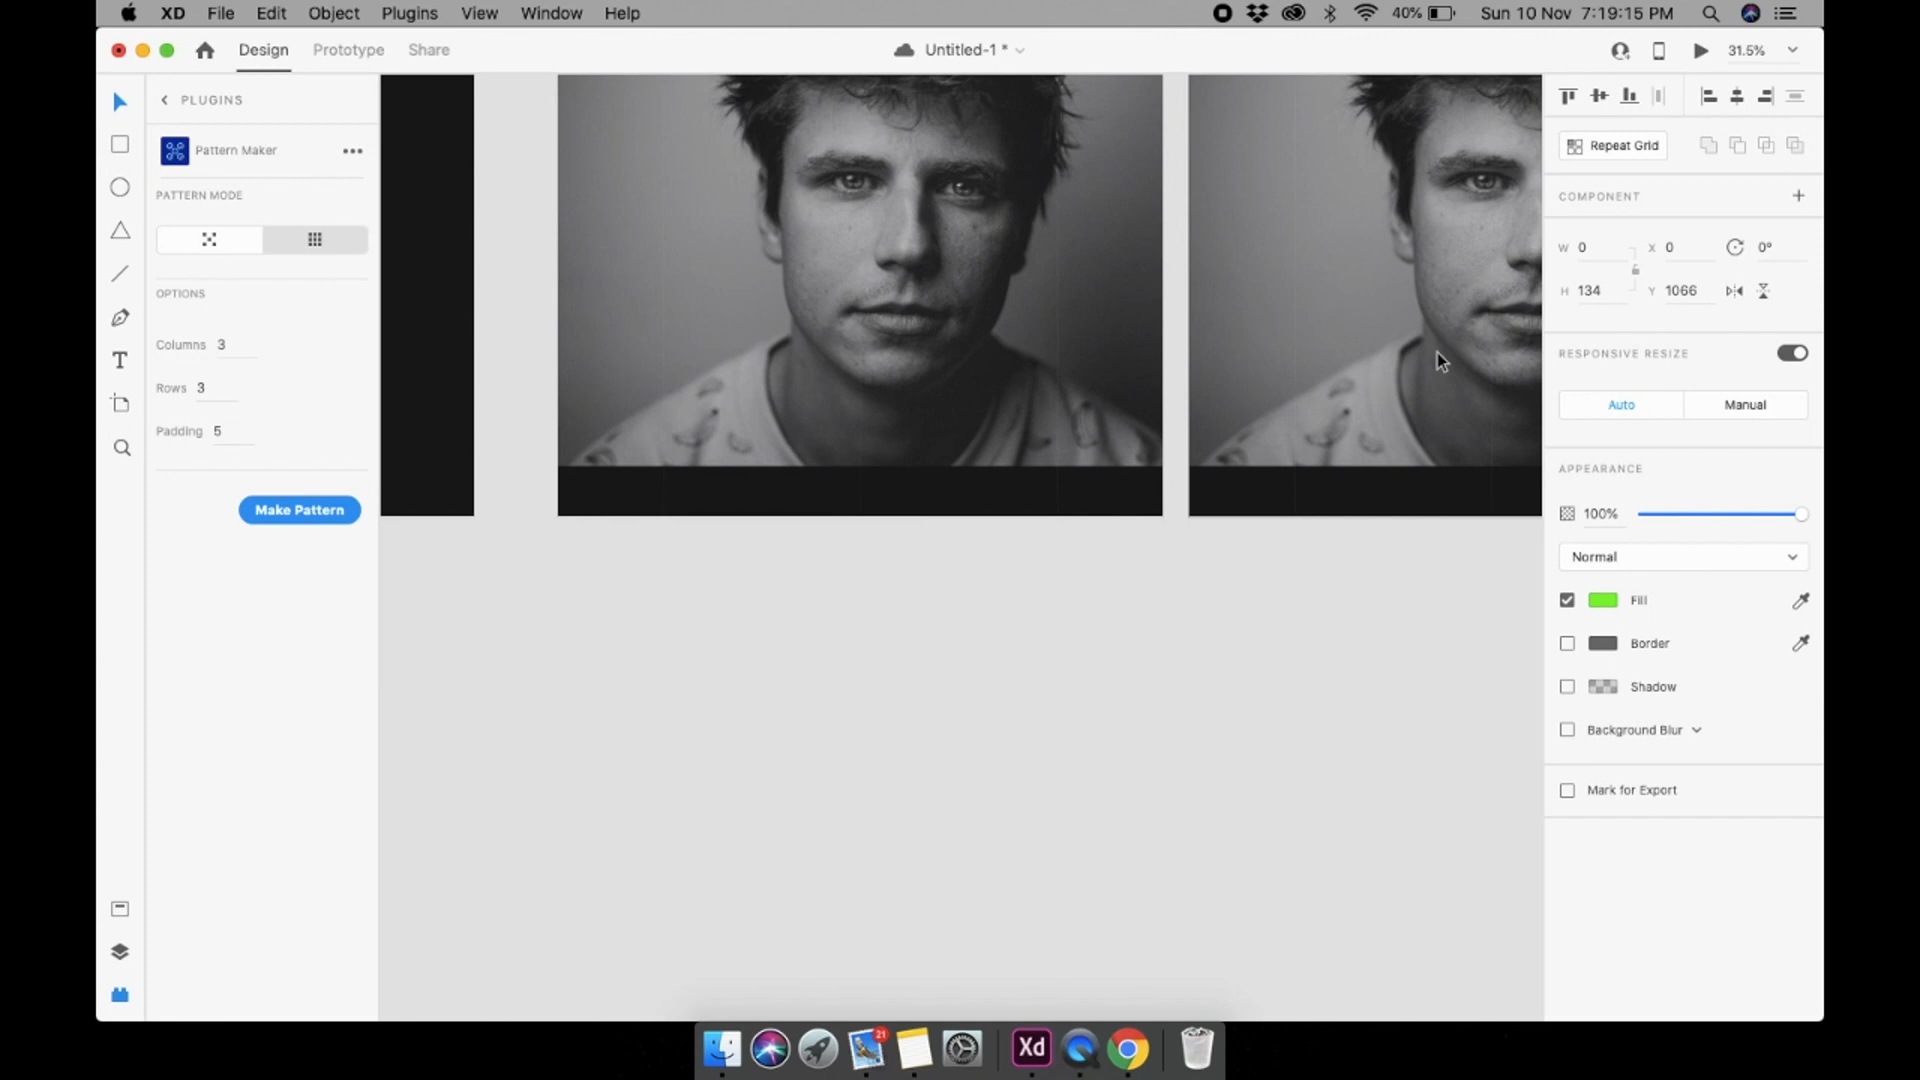 XD File Edit Object Plugins View Window Help 40% Sun 10 Nov 7:19:15 PM
Design Prototype Share Untitled-1 * 31.5%
PLUGINS
Pattern Maker
PATTERN MODE
OPTIONS
Columns 3
Rows 3
Padding 5
Make Pattern
Repeat Grid
COMPONENT
W 0 X 0 0°
H 134 Y 1066
RESPONSIVE RESIZE
Auto Manual
APPEARANCE
100%
Normal
Fill
Border
Shadow
Background Blur
Mark for Export
21
Xd